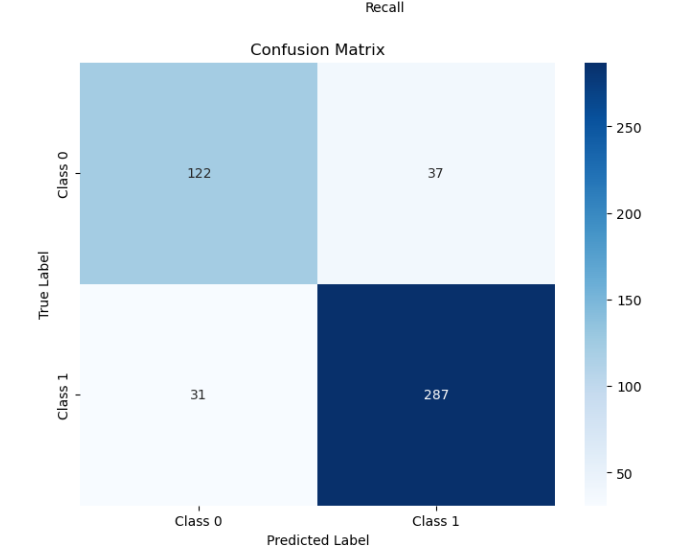 Recall
Confusion Matrix
Class 0
122
37
250
200
True Label
150
Class 1
31
287
100
50
Class 0
Class 1
Predicted Label